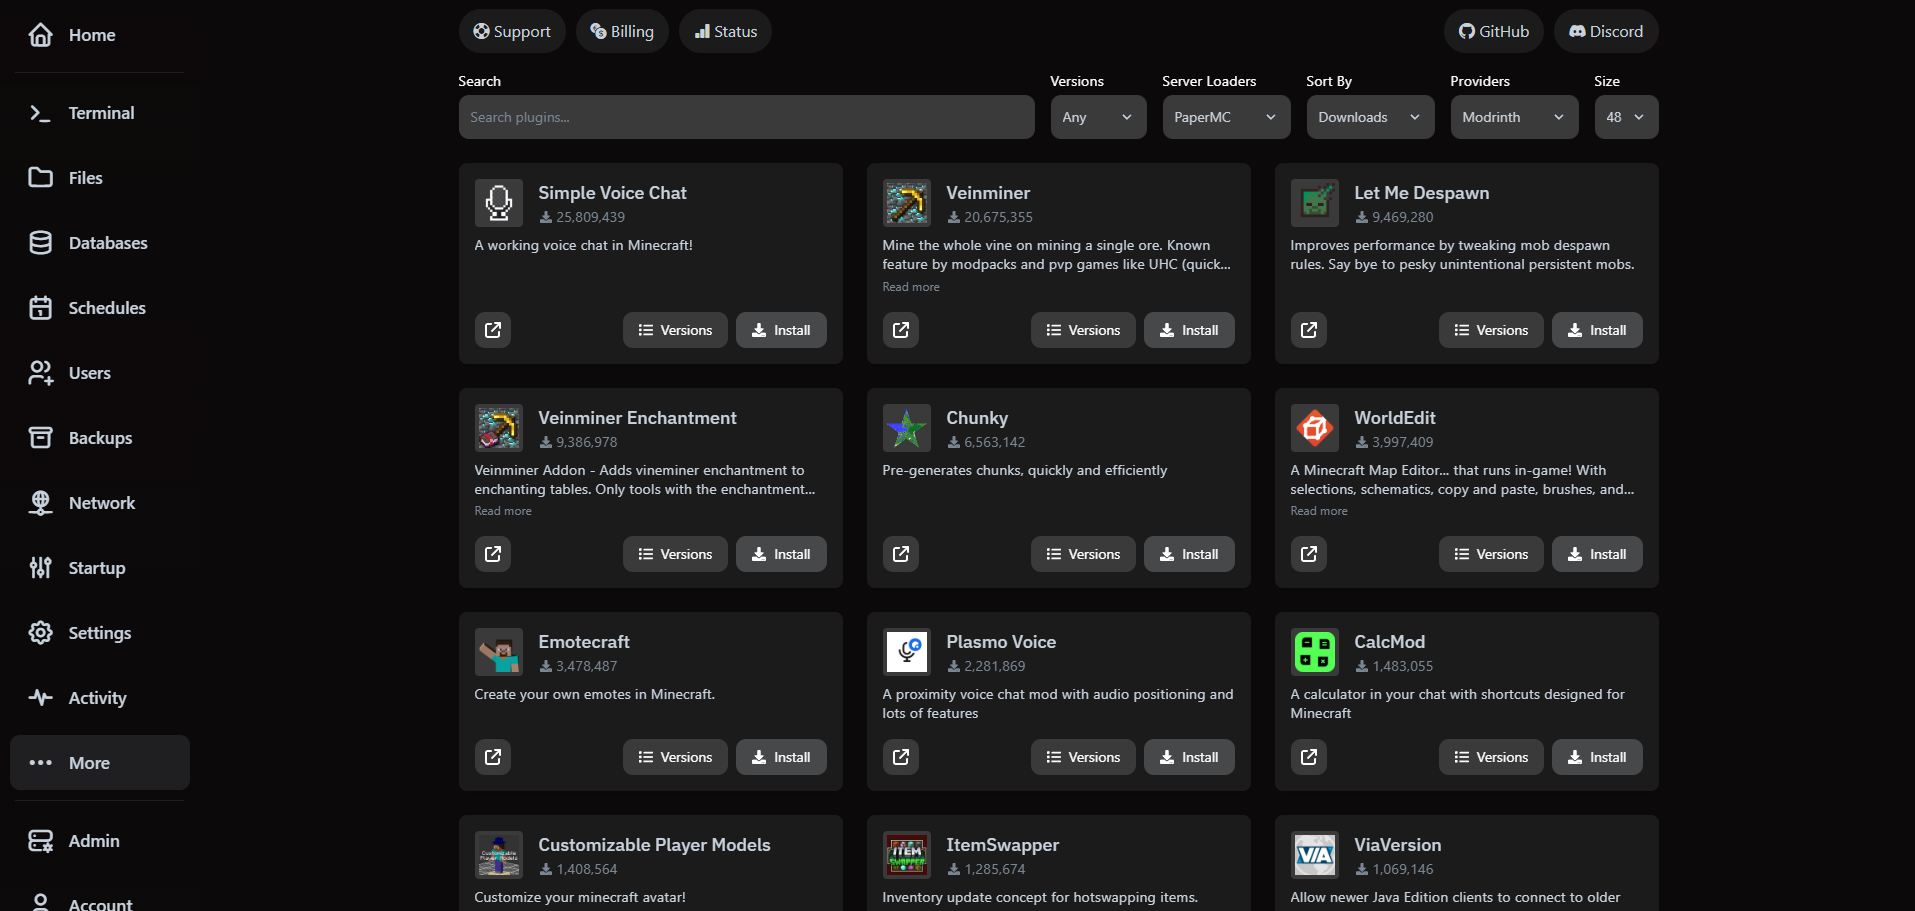 Home
Terminal
Files
Databases
Schedules
Users
Backups
Network
Startup
Settings
Activity
More
Admin
Account
Support
Billing
Status
GitHub
Discord
Search
Versions
Server Loaders
Sort By
Providers
Size
Search plugins...
Any
PaperMC
Downloads
Modrinth
48
Simple Voice Chat
25,809,439
A working voice chat in Minecraft!
Versions
Install
Veinminer
20,675,355
Mine the whole vine on mining a single ore. Known
feature by modpacks and pvp games like UHC (quick...
Read more
Versions
Install
Let Me Despawn
9,469,280
Improves performance by tweaking mob despawn
rules. Say bye to pesky unintentional persistent mobs.
Versions
Install
Veinminer Enchantment
9,386,978
Veinminer Addon - Adds vineminer enchantment to
enchanting tables. Only tools with the enchantment...
Read more
Versions
Install
Chunky
6,563,142
Pre-generates chunks, quickly and efficiently
Versions
Install
WorldEdit
3,997,409
A Minecraft Map Editor... that runs in-game! With
selections, schematics, copy and paste, brushes, and...
Read more
Versions
Install
Emotecraft
3,478,487
Create your own emotes in Minecraft.
Versions
Install
Plasmo Voice
2,281,869
A proximity voice chat mod with audio positioning and
lots of features
Versions
Install
CalcMod
1,483,055
A calculator in your chat with shortcuts designed for
Minecraft
Versions
Install
Customizable
Player Models
Customizable Player Models
1,408,564
Customize your minecraft avatar!
ITEM
SWAPPER
ItemSwapper
1,285,674
Inventory update concept for hotswapping items.
VIA
ViaVersion
1,069,146
Allow newer Java Edition clients to connect to older